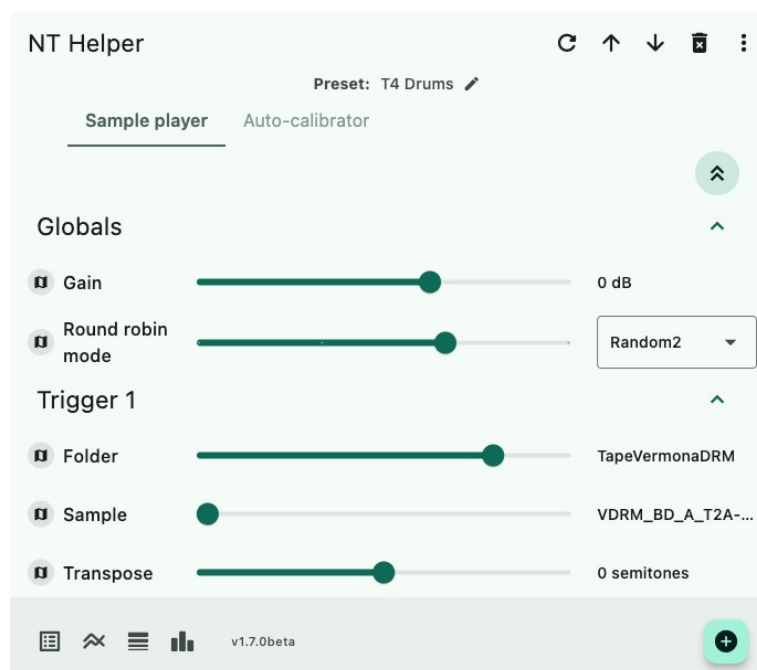 NT Helper
Preset: T4 Drums
Sample player Auto-calibrator
Globals
Gain 0 dB
Round robin
mode
Random2
Trigger 1
Folder TapeVermonaDRM
Sample VDRM_BD_A_T2A-...
Transpose 0 semitones
v1.7.0beta